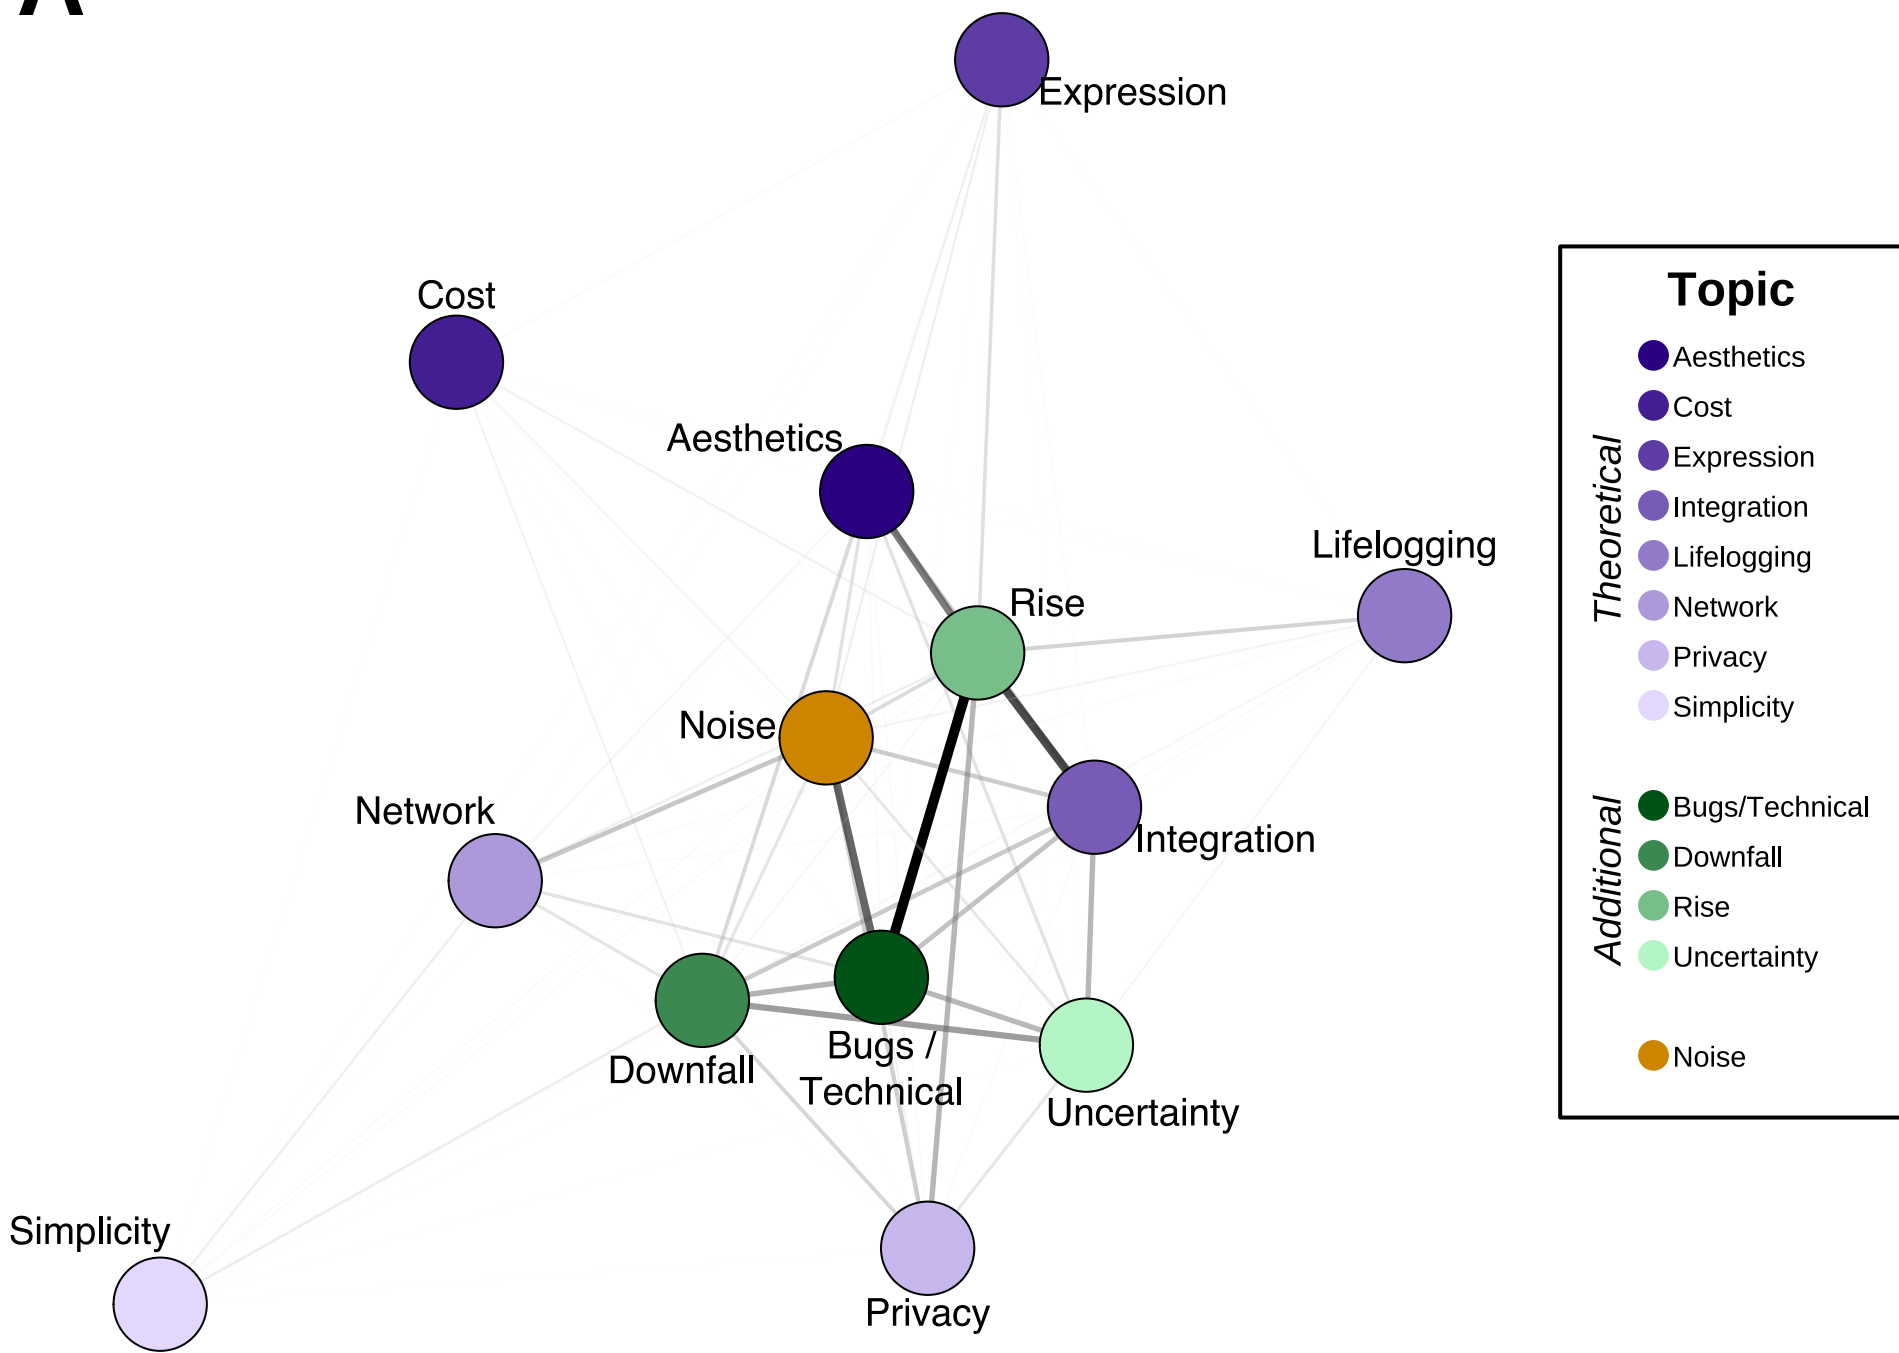 A
Expression
Cost
Aesthetics
Lifelogging
Rise
Noise
Network
Integration
Downfall
Bugs /
Technical
Uncertainty
Simplicity
Privacy
Topic
Theoretical
Aesthetics
Cost
Expression
Integration
Lifelogging
Network
Privacy
Simplicity
Additional
Bugs/Technical
Downfall
Rise
Uncertainty
Noise